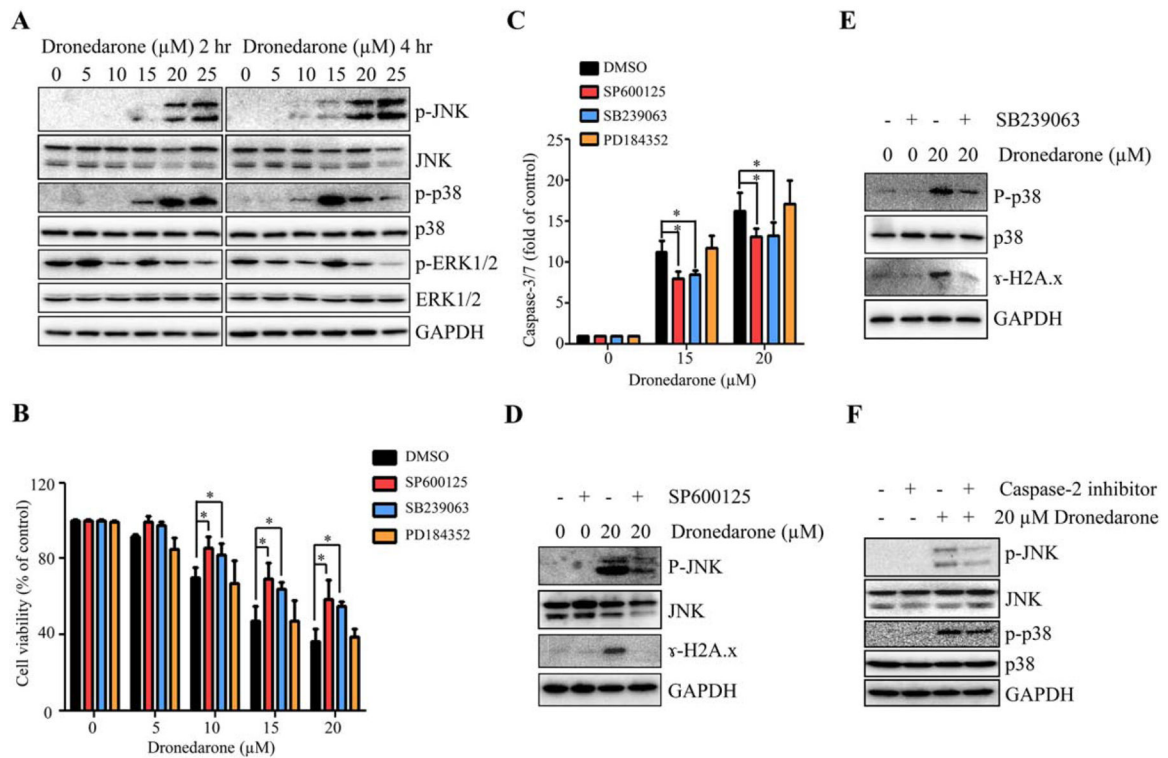 A
Dronedarone (µM) 2 hr Dronedarone (µM) 4 hr
0 5 10 15 20 25 0 5 10 15 20 25
p-JNK
JNK
p-p38
p38
p-ERK1/2
ERK1/2
GAPDH
B
Cell viability (% of control)
120
80
40
0
DMSO
SP600125
SB239063
PD184352
* * * * * *
0 5 10 15 20
Dronedarone (µM)
C
DMSO
SP600125
SB239063
PD184352
Caspase-3/7 (fold of control)
25
20
15
10
5
0
* * * *
0 15 20
Dronedarone (µM)
D
- + - + SP600125
0 0 20 20 Dronedarone (µM)
P-JNK
JNK
ɤ-H2A.x
GAPDH
E
- + - + SB239063
0 0 20 20 Dronedarone (µM)
P-p38
p38
ɤ-H2A.x
GAPDH
F
- + - + Caspase-2 inhibitor
- - + + 20 µM Dronedarone
p-JNK
JNK
p-p38
p38
GAPDH